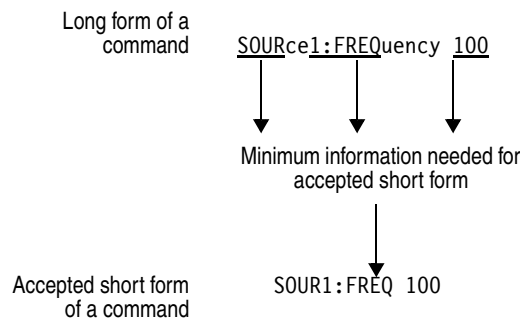 Long form of a
command
SOURce1:FREQuency 100
Minimum information needed for
accepted short form
Accepted short form
of a command
SOUR1:FREQ 100